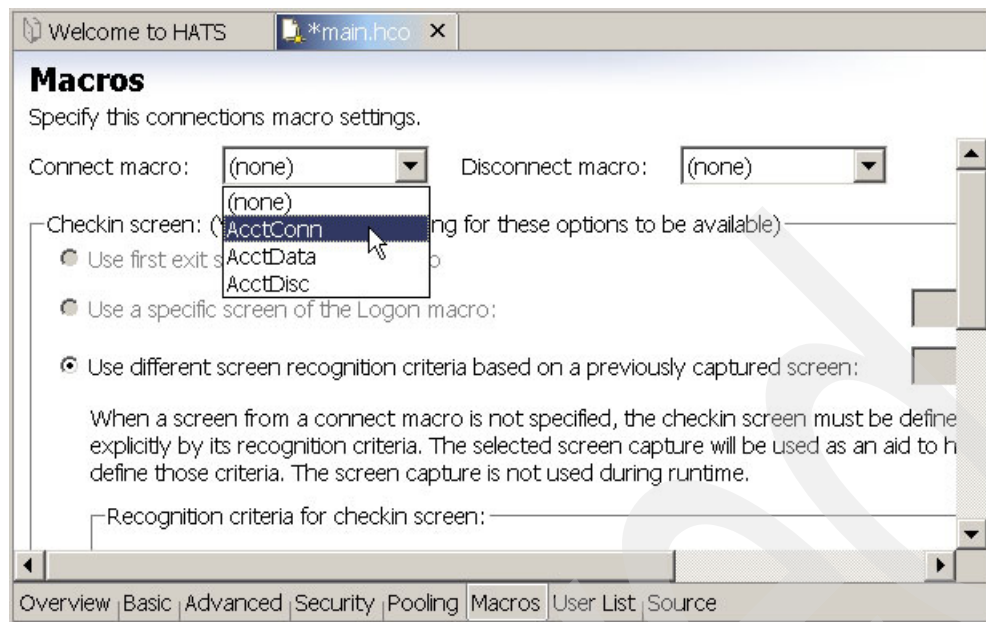 Welcome to HATS *main.hco
Macros
Specify this connections macro settings.
Connect macro: (none) Disconnect macro: (none)
(none)
AcctConn
AcctData
AcctDisc
Checkin screen: ( ng for these options to be available)
Use first exit s o
Use a specific screen of the Logon macro:
Use different screen recognition criteria based on a previously captured screen:
When a screen from a connect macro is not specified, the checkin screen must be define
explicitly by its recognition criteria. The selected screen capture will be used as an aid to h
define those criteria. The screen capture is not used during runtime.
Recognition criteria for checkin screen:
Overview Basic Advanced Security Pooling Macros User List Source